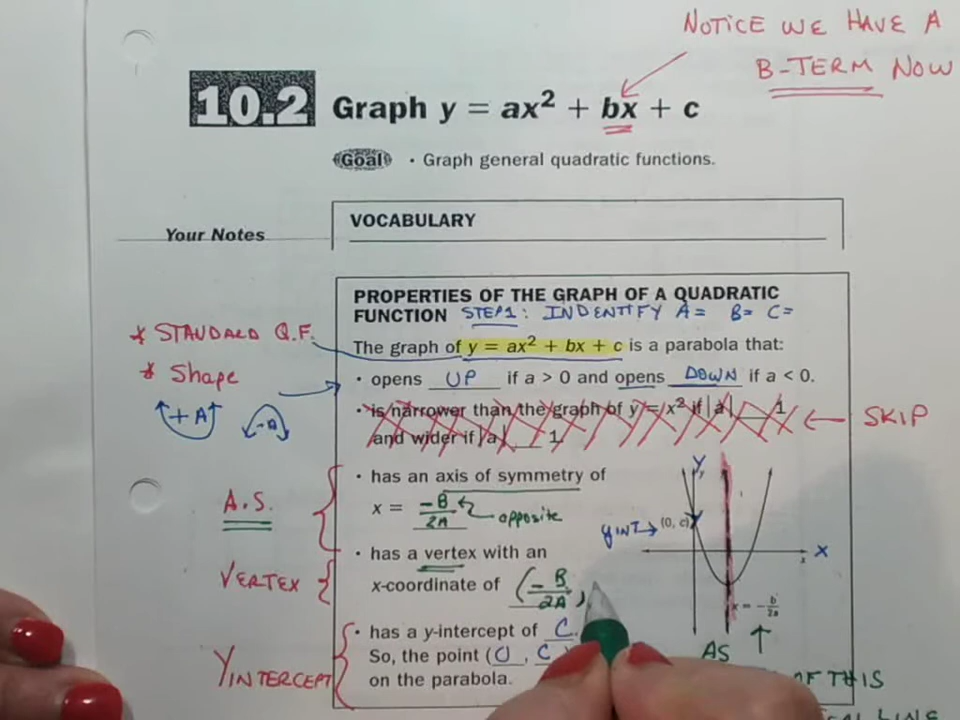 NOTICE WE HAVE A
B-TERM NOW
10.2 Graph y = ax² + bx + c
Goal • Graph general quadratic functions.
VOCABULARY
Your Notes
PROPERTIES OF THE GRAPH OF A QUADRATIC
FUNCTION STEP 1: INDENTIFY A= B= C=
* STANDARD Q.F.
The graph of y = ax² + bx + c is a parabola that:
* Shape
• opens UP if a > 0 and opens DOWN if a < 0.
+A -A
• is narrower than the graph of y = x² if |a| 1
and wider if |a| 1.
← SKIP
A.S.
• has an axis of symmetry of
x = -B/2A ← opposite
• has a vertex with an
VERTEX
x-coordinate of (-B/2A,
YINTERCEPT
• has a y-intercept of C.
So, the point (0, C)
on the parabola.
Y
y
y INT → (0, c)
x
X
x = -b/2a
AS ↑
OF THIS
LINE